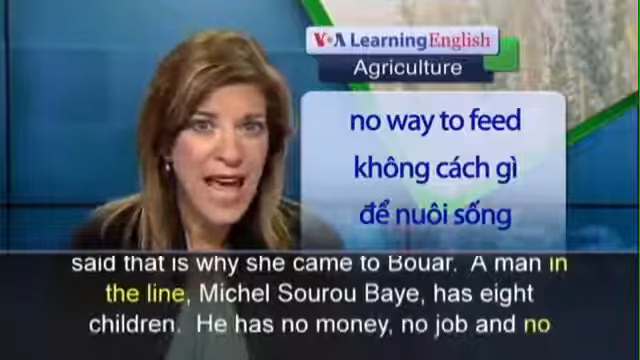 VOA Learning English
Agriculture
no way to feed
không cách gì
để nuôi sống
said that is why she came to Bouar. A man in
the line, Michel Sourou Baye, has eight
children. He has no money, no job and no